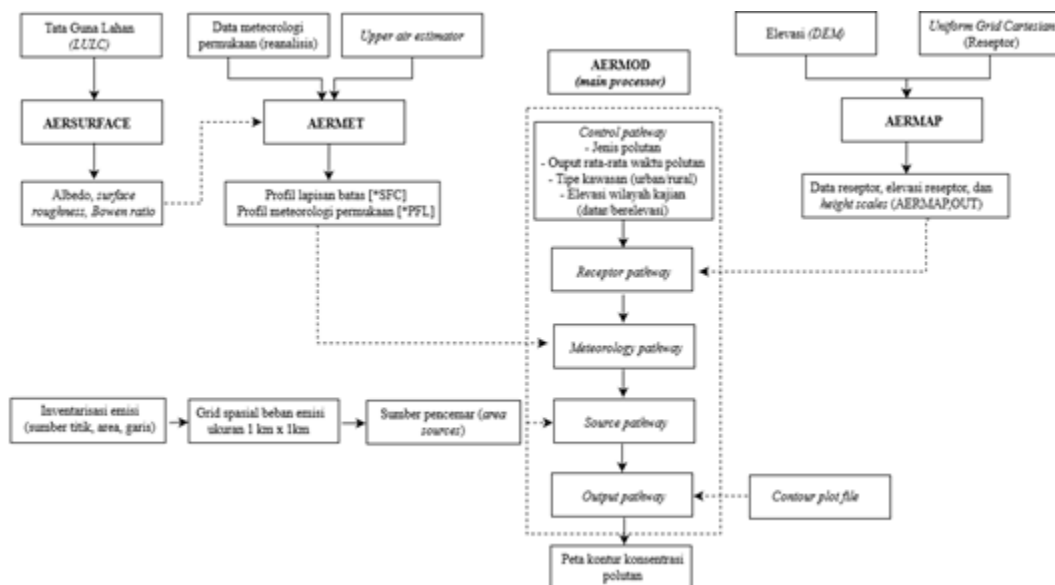 Tata Guna Lahan
(LULC)
Data meteorologi
permukaan (reanalisis)
Upper air estimator
AERMOD
(main processor)
Elevasi (DEM)
Uniform Grid Cartesian
(Reseptor)
AERSURFACE
AERMET
AERMAP
Control pathway
- Jenis polutan
- Ouput rata-rata waktu polutan
- Tipe kawasan (urban/rural)
- Elevasi wilayah kajian
(datar/berelevasi)
Albedo, surface
roughness, Bowen ratio
Profil lapisan batas [*SFC]
Profil meteorologi permukaan [*PFL]
Data reseptor, elevasi reseptor, dan
height scales (AERMAP,OUT)
Receptor pathway
Meteorology pathway
Inventarisasi emisi
(sumber titik, area, garis)
Grid spasial beban emisi
ukuran 1 km x 1km
Sumber pencemar (area
sources)
Source pathway
Output pathway
Contour plot file
Peta kontur konsentrasi
polutan